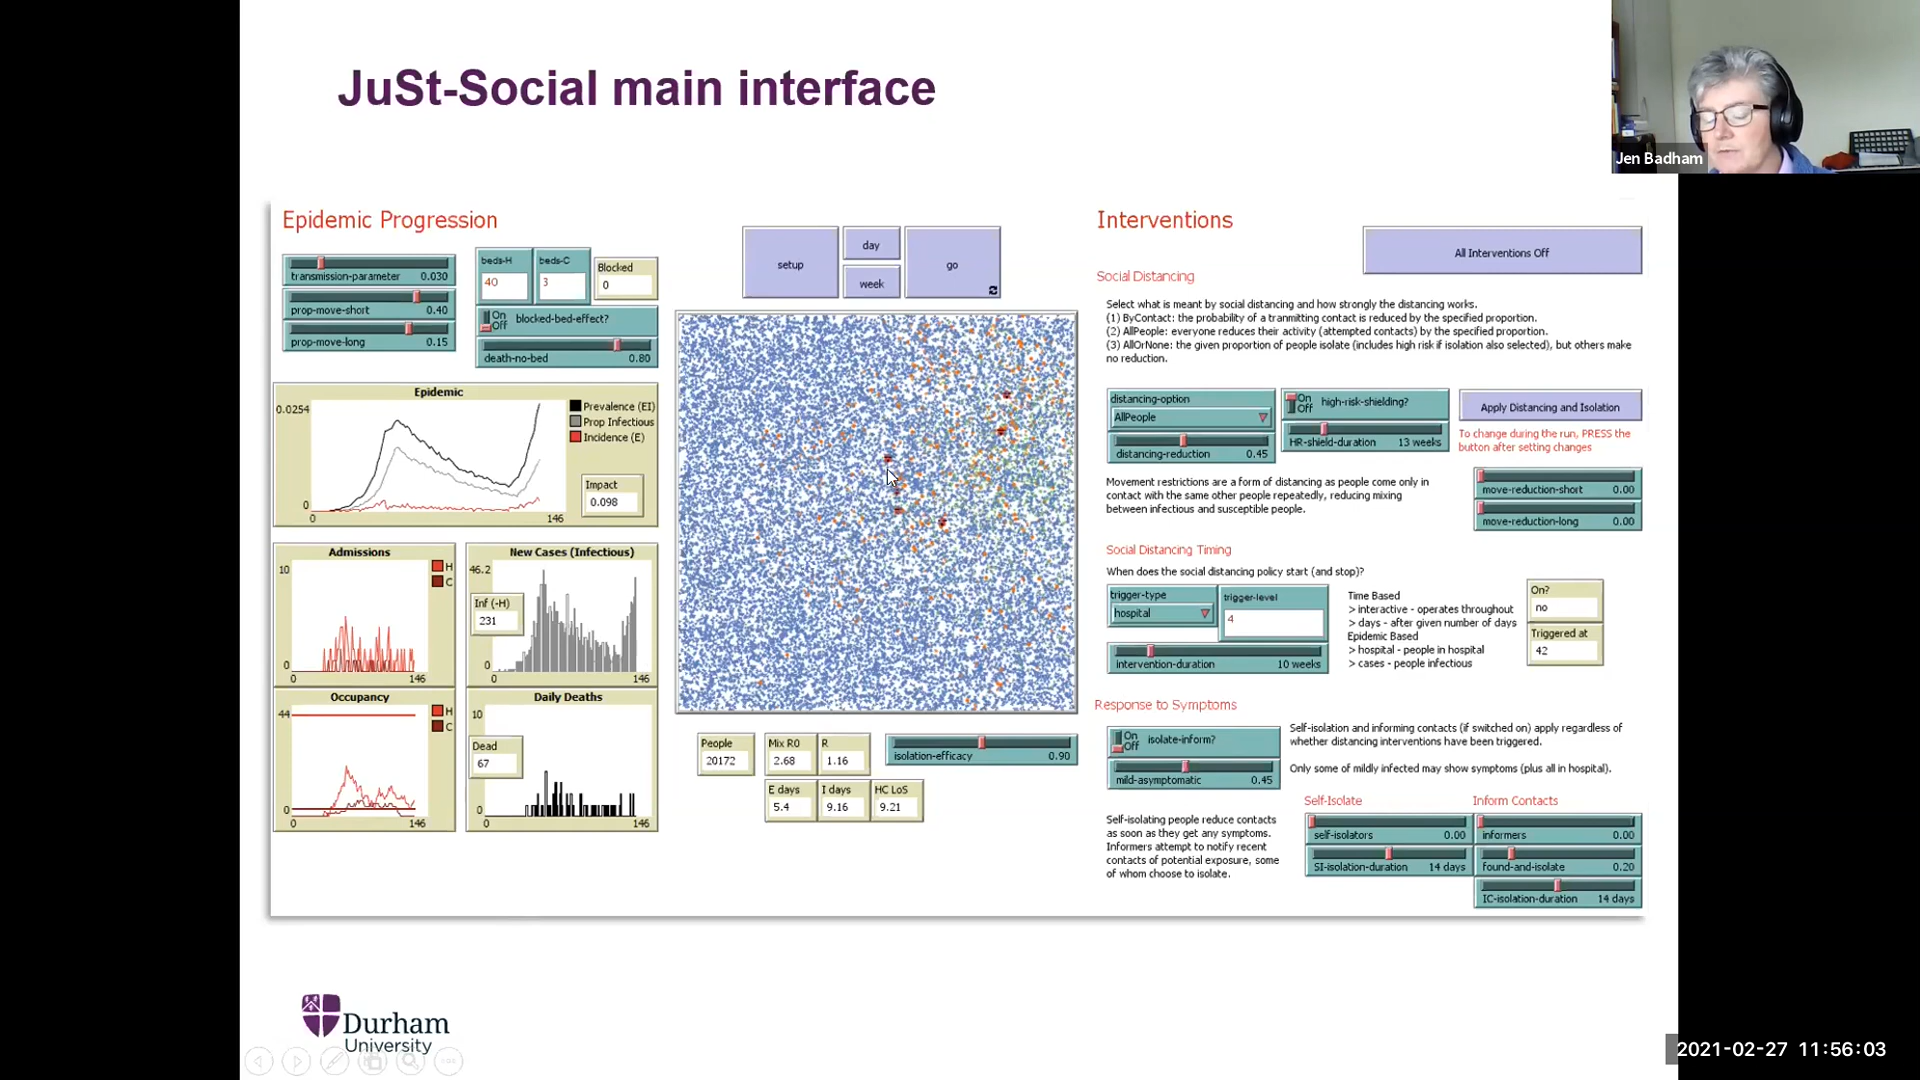 JuSt-Social main interface
Jen Badham
Epidemic Progression
transmission-parameter 0.030
prop-move-short 0.40
prop-move-long 0.15
beds-H
40
beds-C
3
Blocked
0
On
Off
blocked-bed-effect?
death-no-bed 0.80
Epidemic
0.0254
0
0
146
Prevalence (EI)
Prop Infectious
Incidence (E)
Impact
0.098
Admissions
10
0
0
146
H
C
New Cases (Infectious)
46.2
0
0
146
Inf (-H)
231
Occupancy
44
0
0
146
H
C
Daily Deaths
10
0
0
146
Dead
67
setup
day
week
go
People
20172
Mix R0
2.68
R
1.16
isolation-efficacy 0.90
E days
5.4
I days
9.16
HC LoS
9.21
Interventions
All Interventions Off
Social Distancing
Select what is meant by social distancing and how strongly the distancing works.
(1) ByContact: the probability of a tranmitting contact is reduced by the specified proportion.
(2) AllPeople: everyone reduces their activity (attempted contacts) by the specified proportion.
(3) AllOrNone: the given proportion of people isolate (includes high risk if isolation also selected), but others make
no reduction.
distancing-option
AllPeople
distancing-reduction 0.45
On
Off
high-risk-shielding?
HR-shield-duration 13 weeks
Apply Distancing and Isolation
To change during the run, PRESS the
button after setting changes
Movement restrictions are a form of distancing as people come only in
contact with the same other people repeatedly, reducing mixing
between infectious and susceptible people.
move-reduction-short 0.00
move-reduction-long 0.00
Social Distancing Timing
When does the social distancing policy start (and stop)?
trigger-type
hospital
trigger-level
4
intervention-duration 10 weeks
Time Based
> interactive - operates throughout
> days - after given number of days
Epidemic Based
> hospital - people in hospital
> cases - people infectious
On?
no
Triggered at
42
Response to Symptoms
On
Off
isolate-inform?
mild-asymptomatic 0.45
Self-isolation and informing contacts (if switched on) apply regardless of
whether distancing interventions have been triggered.
Only some of mildly infected may show symptoms (plus all in hospital).
Self-isolating people reduce contacts
as soon as they get any symptoms.
Informers attempt to notify recent
contacts of potential exposure, some
of whom choose to isolate.
Self-Isolate
self-isolators 0.00
SI-isolation-duration 14 days
Inform Contacts
informers 0.00
found-and-isolate 0.20
IC-isolation-duration 14 days
Durham
University
2021-02-27 11:56:03